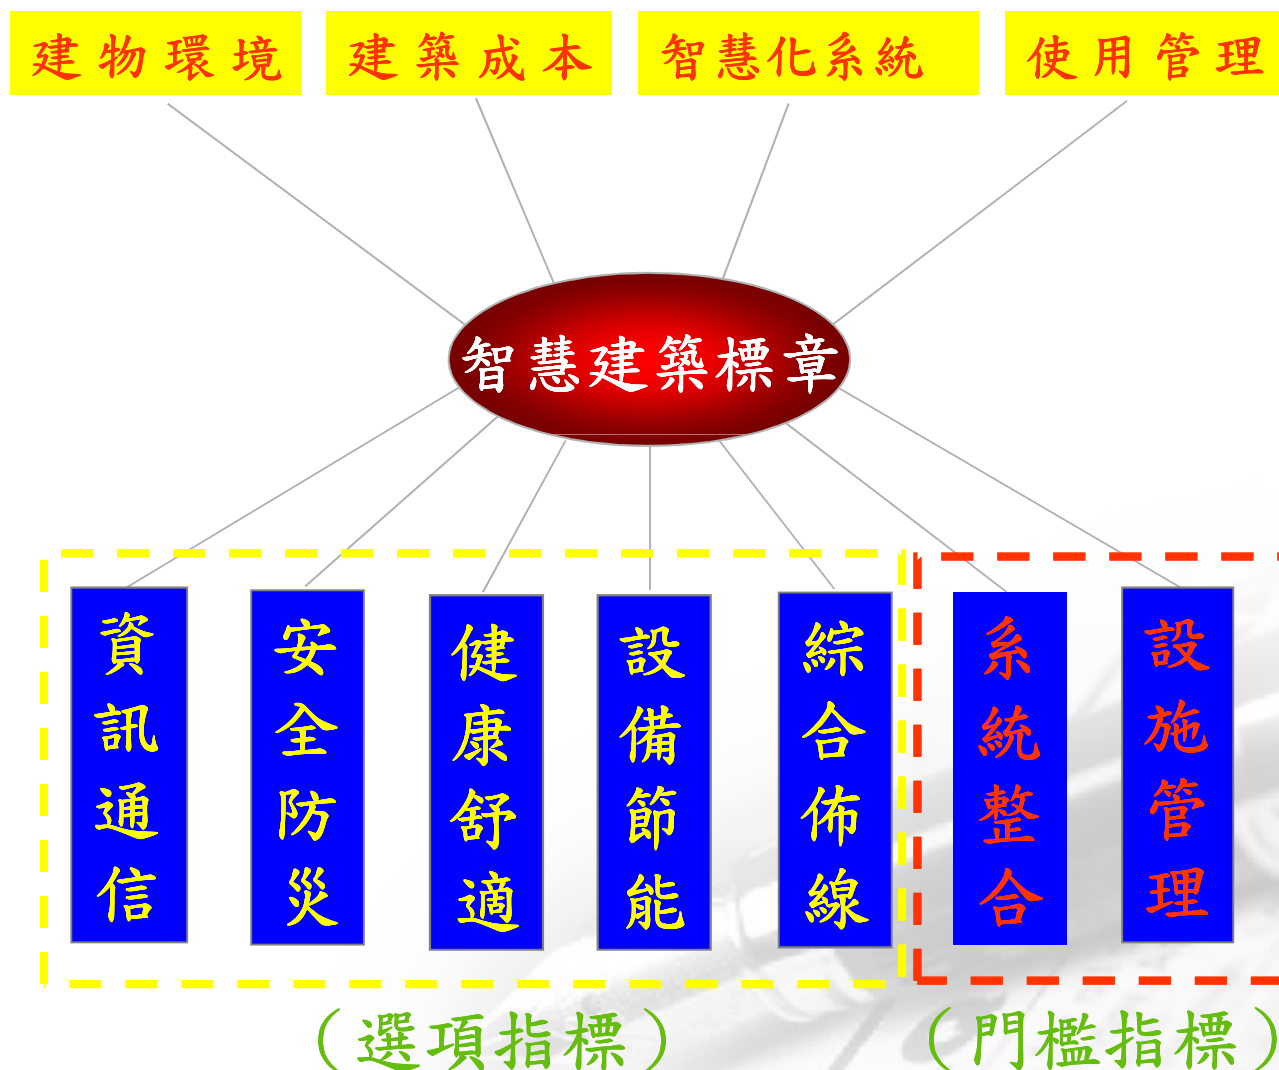 建物環境
建築成本
智慧化系統
使用管理
智慧建築標章
資訊通信
安全防災
健康舒適
設備節能
綜合佈線
系統整合
設施管理
（選項指標）
（門檻指標）